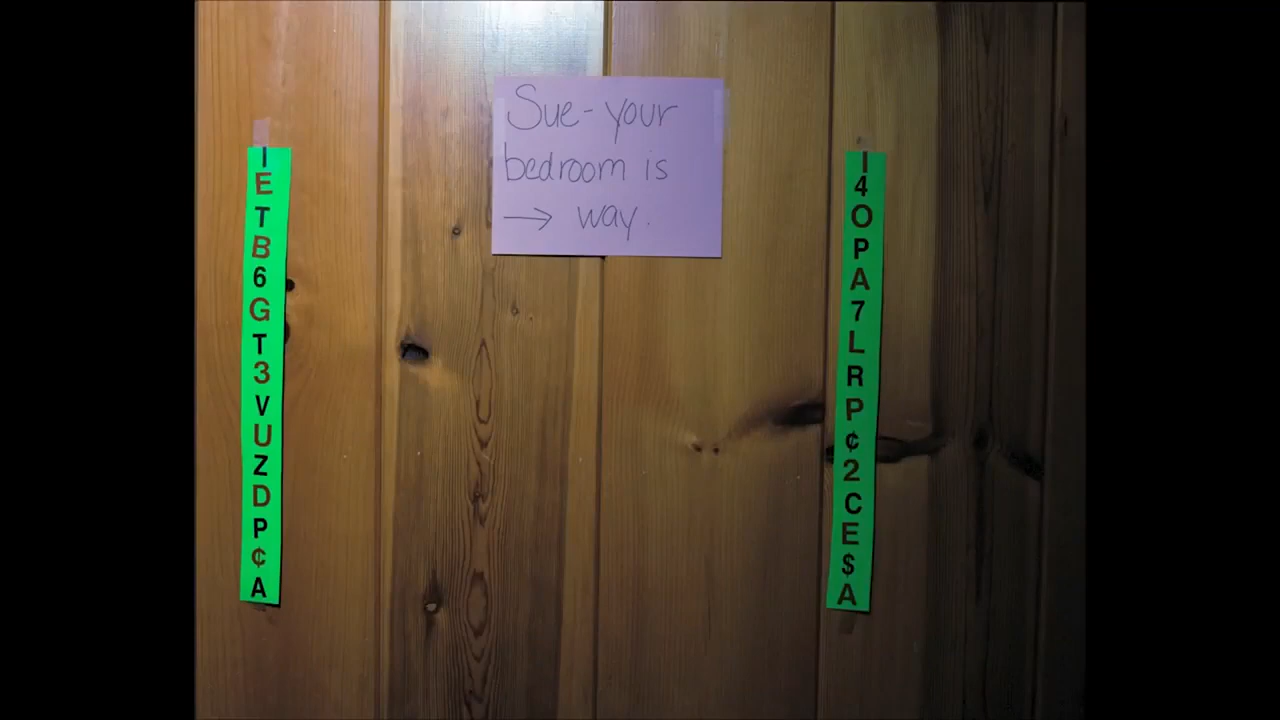 I
E
T
B
6
G
T
3
V
U
Z
D
P
¢
A
Sue - your
bedroom is
→ way.
I
4
O
P
A
7
L
R
P
¢
2
C
E
$
A